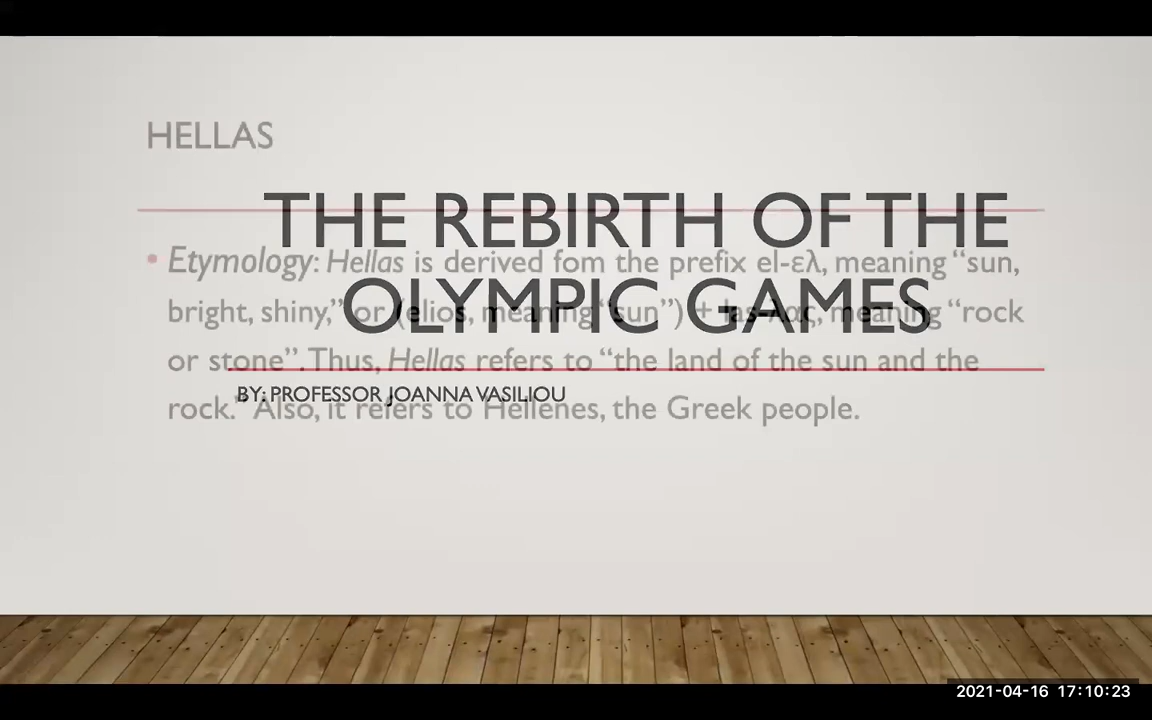 HELLAS
THE REBIRTH OF THE
OLYMPIC GAMES
BY: PROFESSOR JOANNA VASILIOU
• Etymology: Hellas is derived fom the prefix el-ελ, meaning “sun,
bright, shiny,” or (elios, meaning “sun”) + las-λας, meaning “rock
or stone”. Thus, Hellas refers to “the land of the sun and the
rock.” Also, it refers to Hellenes, the Greek people.
2021-04-16 17:10:23